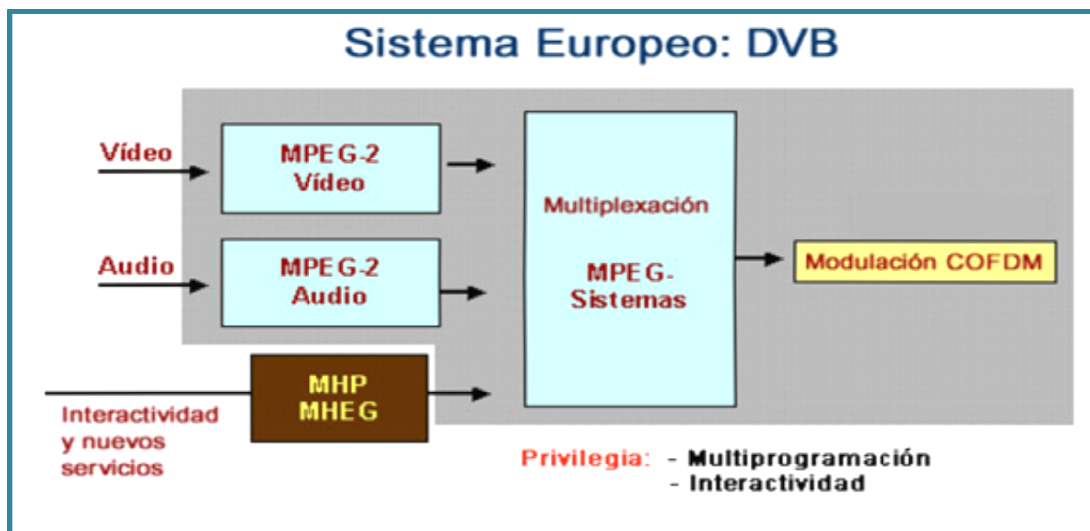 Sistema Europeo: DVB
Vídeo
MPEG-2
Vídeo
Audio
MPEG-2
Audio
Multiplexación
MPEG-
Sistemas
Modulación COFDM
MHP
MHEG
Interactividad
y nuevos
servicios
Privilegia: - Multiprogramación
- Interactividad